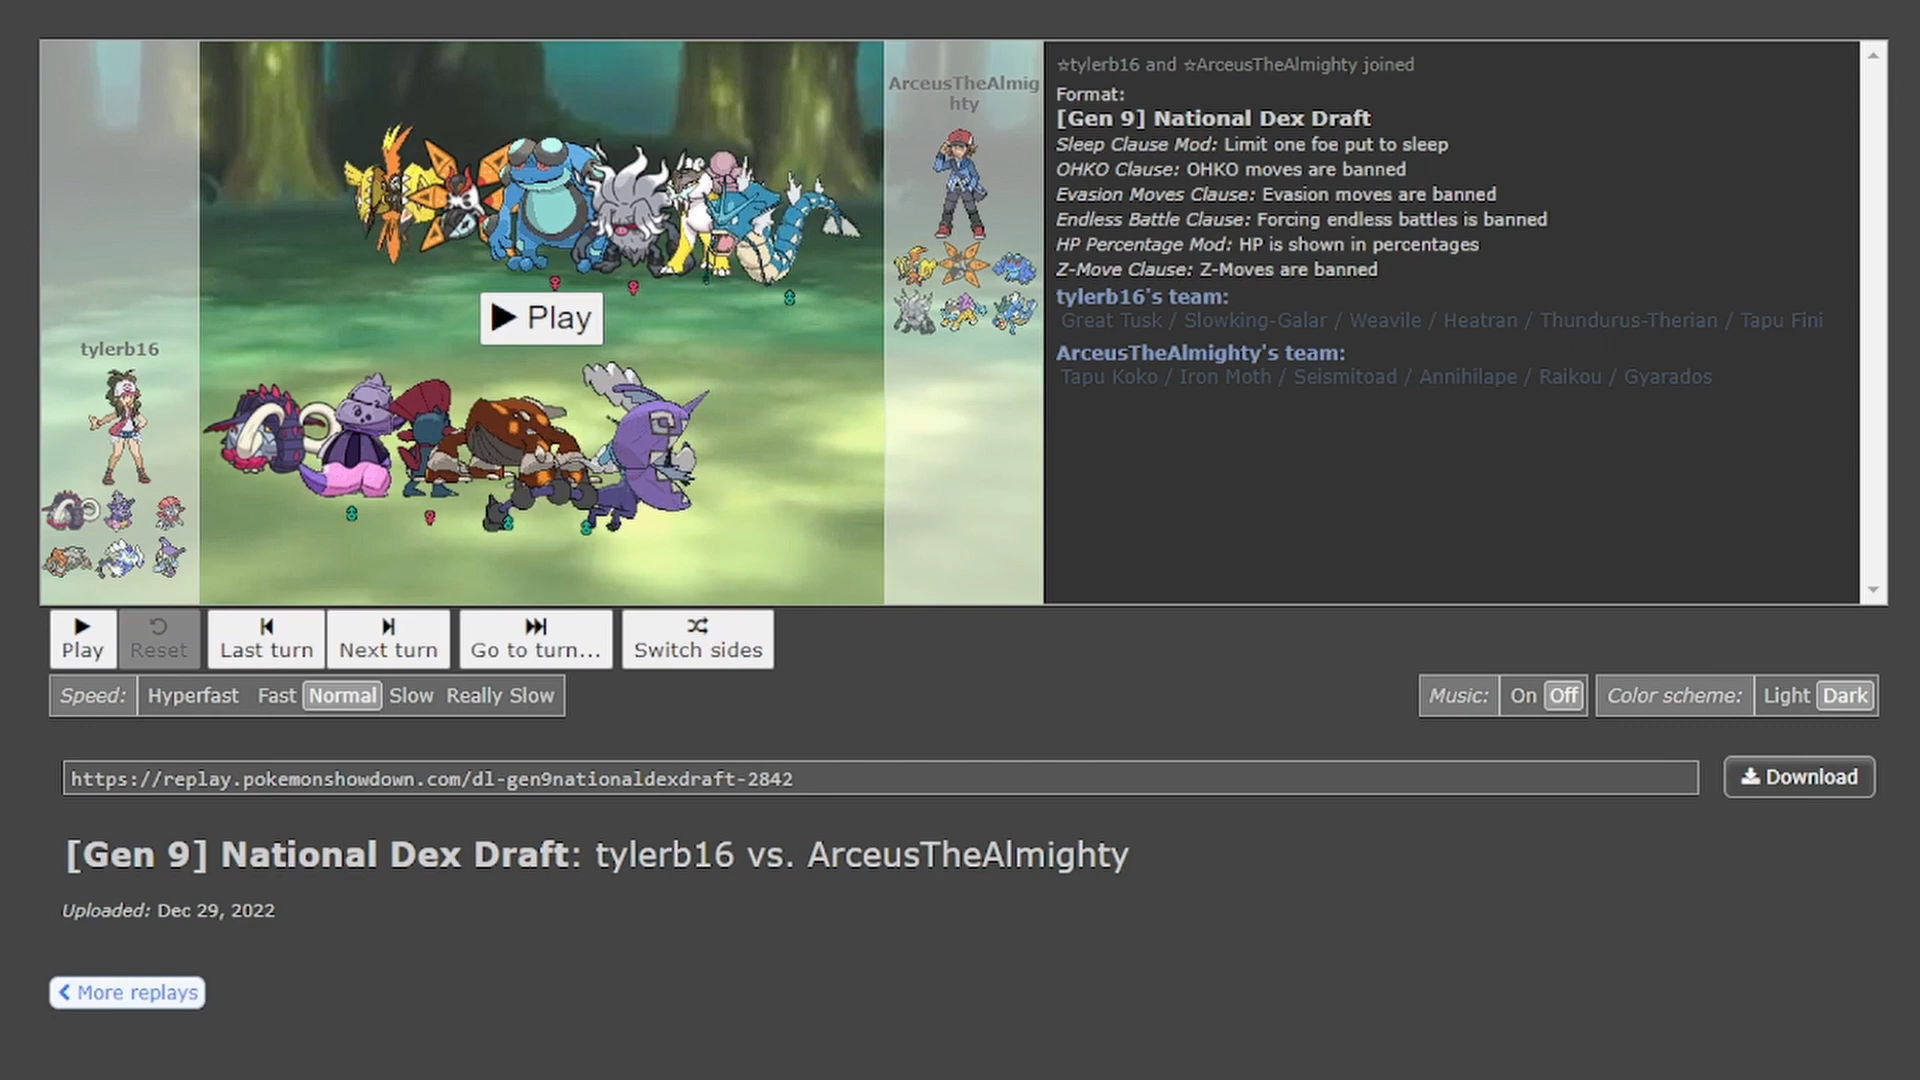 ArceusTheAlmig
hty
tylerb16
Play
☆tylerb16 and ☆ArceusTheAlmighty joined
Format:
[Gen 9] National Dex Draft
Sleep Clause Mod: Limit one foe put to sleep
OHKO Clause: OHKO moves are banned
Evasion Moves Clause: Evasion moves are banned
Endless Battle Clause: Forcing endless battles is banned
HP Percentage Mod: HP is shown in percentages
Z-Move Clause: Z-Moves are banned
tylerb16's team:
Great Tusk / Slowking-Galar / Weavile / Heatran / Thundurus-Therian / Tapu Fini
ArceusTheAlmighty's team:
Tapu Koko / Iron Moth / Seismitoad / Annihilape / Raikou / Gyarados
Play Reset Last turn Next turn Go to turn... Switch sides
Speed: Hyperfast Fast Normal Slow Really Slow Music: On Off Color scheme: Light Dark
https://replay.pokemonshowdown.com/dl-gen9nationaldexdraft-2842 Download
[Gen 9] National Dex Draft: tylerb16 vs. ArceusTheAlmighty
Uploaded: Dec 29, 2022
More replays